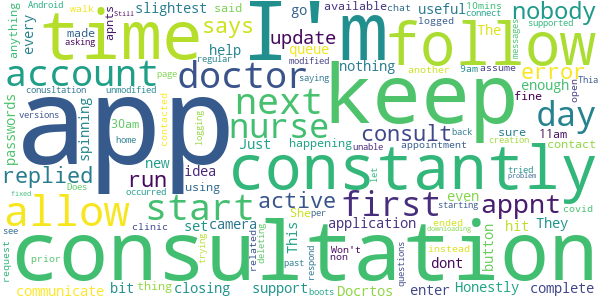 Android
walk
apnts
Still
asking
slightest
said
go
available
chat
useful
logged
nobody
10mins
connect
anything
every
made
says
time
I'm
help
update
queue
The
messages
supported
follow
account
doctor
nothing
page
regular
modified
saying
another
9am
assume
error
passwords
spinning
conusltation
unmodified
next
keep
enough
fine
open
Thia
day
30am
contacted
logging
nurse
consult
sure
11am
contact
replied
versions
home
new
idea
Just
happening
back
unable
appointment
creation
run
using
app
constantly
let
tried
problem
allow
start
active
first
appnt
occurred
Does
set
camera
She
per
even
covid
starting
fixed
see
clinic
This
related
deleting
application
ended
downloading
button
hit
They
request
prior
trying
past
Won't
non
respond
instead
questions
dont
consultation
communicate
bit
thing
closing
support
boots
Docrtos
enter
Honestly
complete